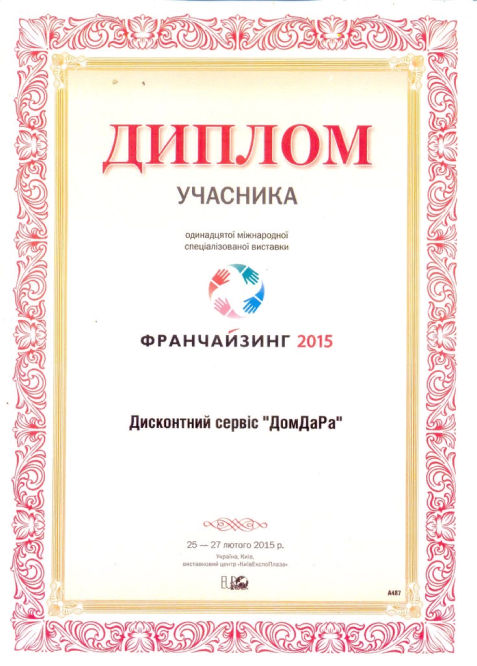 ДИПЛОМ
УЧАСНИКА
одинадцятої міжнародної
спеціалізованої виставки
ФРАНЧАЙЗИНГ 2015
Дисконтний сервіс "ДомДаРа"
25 — 27 лютого 2015 р.
Україна, Київ,
виставковий центр «КиївЕкспоПлаза»
A487